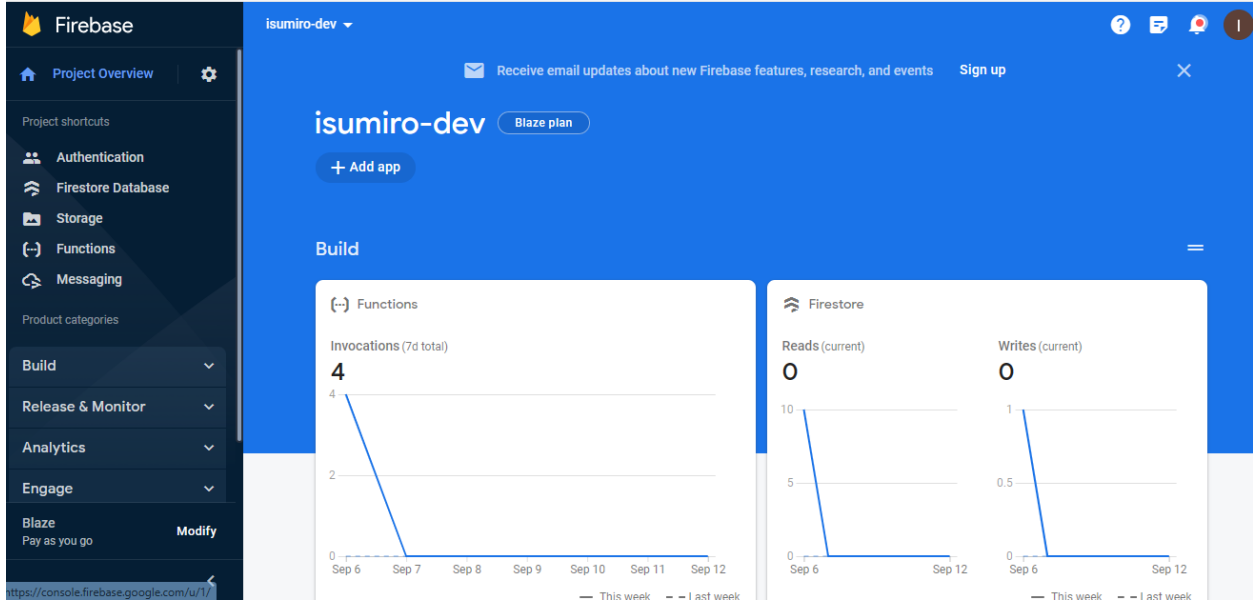 Firebase
isumiro-dev
I
Project Overview
Receive email updates about new Firebase features, research, and events Sign up
Project shortcuts
Authentication
Firestore Database
Storage
Functions
Messaging
Product categories
Build
Release & Monitor
Analytics
Engage
Blaze
Pay as you go
Modify
https://console.firebase.google.com/u/1/
isumiro-dev Blaze plan
+ Add app
Build
Functions
Invocations (7d total)
4
4
2
0
Sep 6 Sep 7 Sep 8 Sep 9 Sep 10 Sep 11 Sep 12
This week Last week
Firestore
Reads (current)
0
10
5
0
Sep 6 Sep 12
Writes (current)
0
1
0.5
0
Sep 6 Sep 12
This week Last week